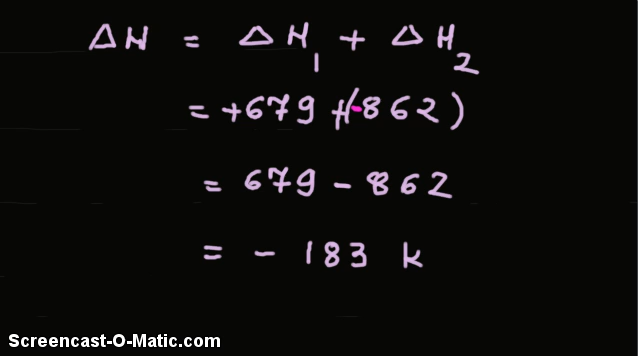 ΔH = ΔH₁ + ΔH₂
= +679 +(-862)
= 679 - 862
= - 183 k
Screencast-O-Matic.com